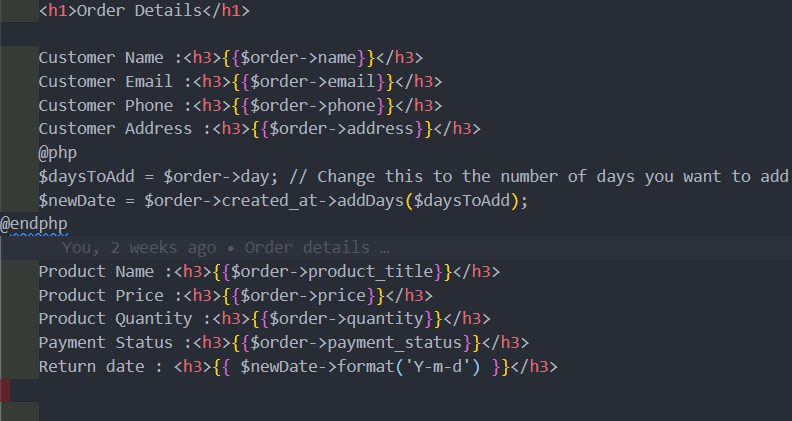 <h1>Order Details</h1>
Customer Name :<h3>{{$order->name}}</h3>
Customer Email :<h3>{{$order->email}}</h3>
Customer Phone :<h3>{{$order->phone}}</h3>
Customer Address :<h3>{{$order->address}}</h3>
@php
$daysToAdd = $order->day; // Change this to the number of days you want to add
$newDate = $order->created_at->addDays($daysToAdd);
@endphp
You, 2 weeks ago • Order details …
Product Name :<h3>{{$order->product_title}}</h3>
Product Price :<h3>{{$order->price}}</h3>
Product Quantity :<h3>{{$order->quantity}}</h3>
Payment Status :<h3>{{$order->payment_status}}</h3>
Return date : <h3>{{ $newDate->format('Y-m-d') }}</h3>